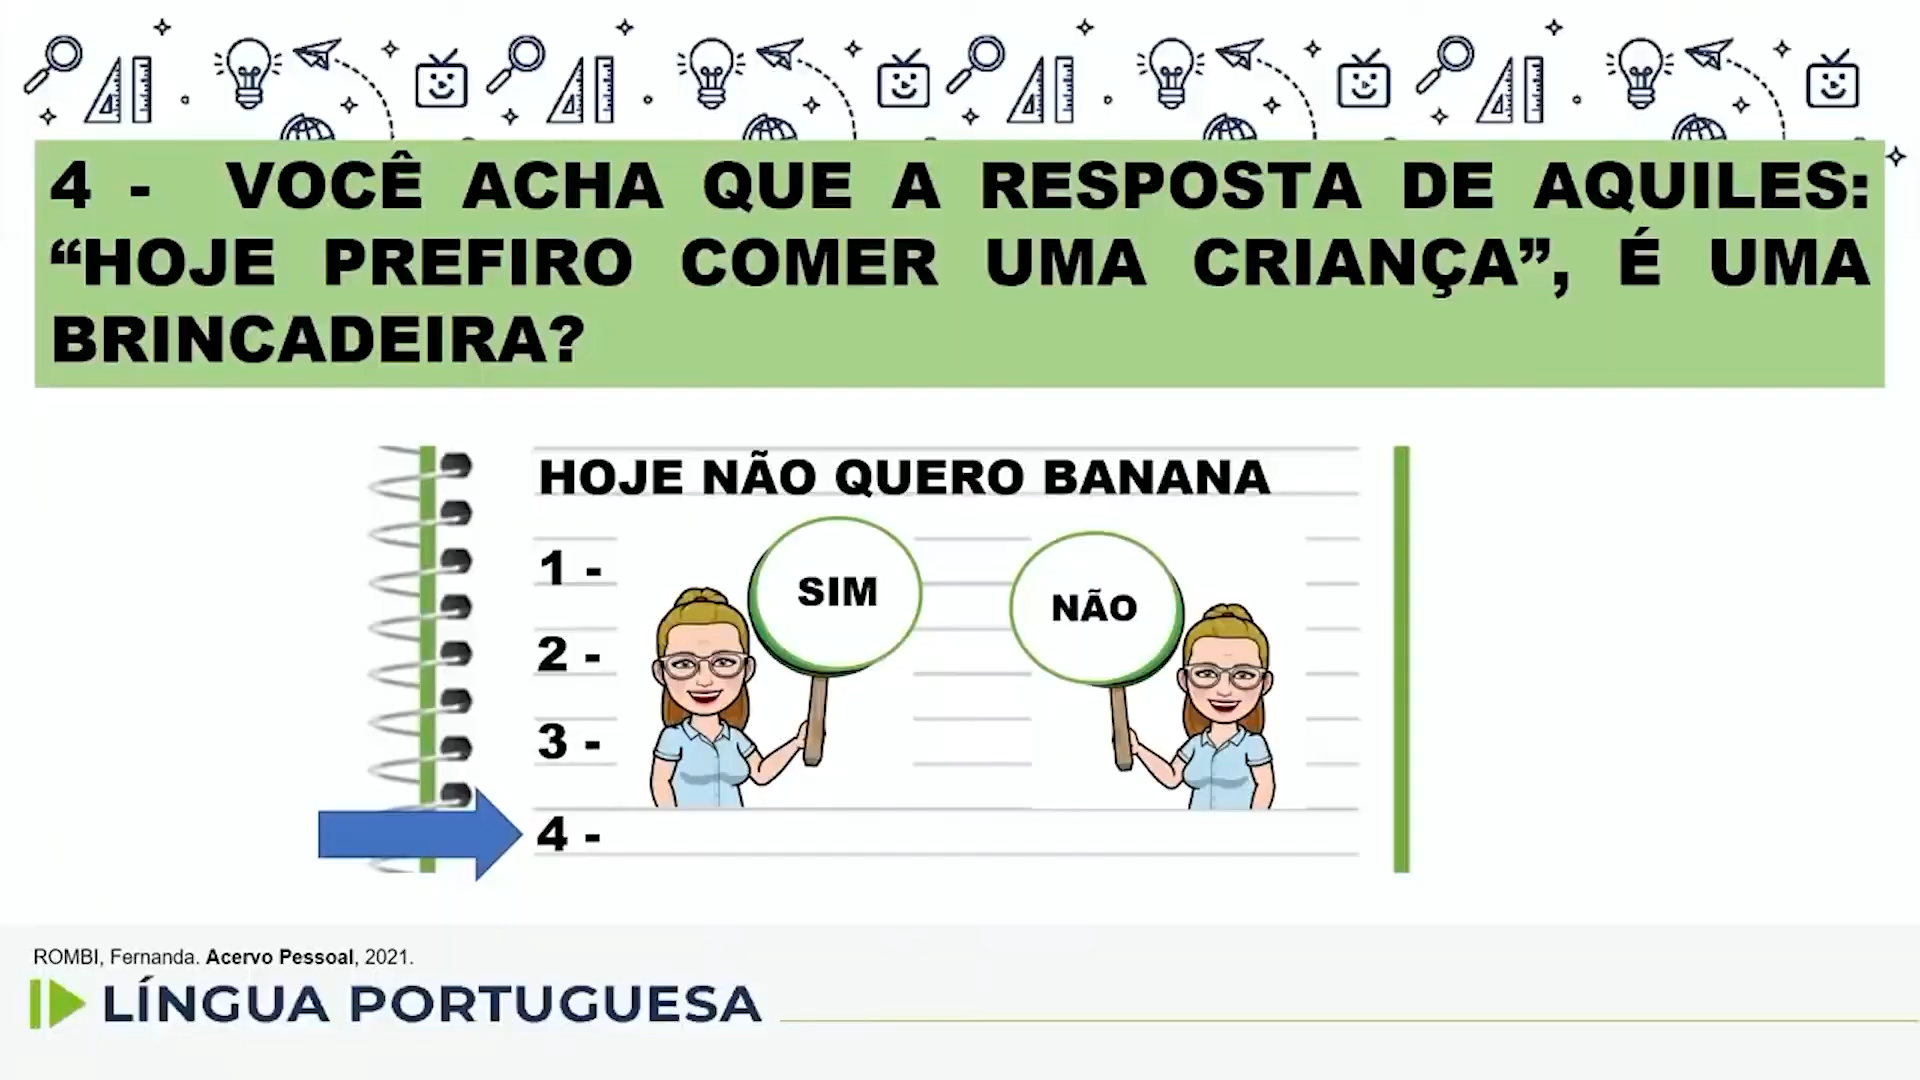 4 - VOCÊ ACHA QUE A RESPOSTA DE AQUILES:
“HOJE PREFIRO COMER UMA CRIANÇA”, É UMA
BRINCADEIRA?
HOJE NÃO QUERO BANANA
1 -
SIM
NÃO
2 -
3 -
4 -
ROMBI, Fernanda. Acervo Pessoal, 2021.
LÍNGUA PORTUGUESA